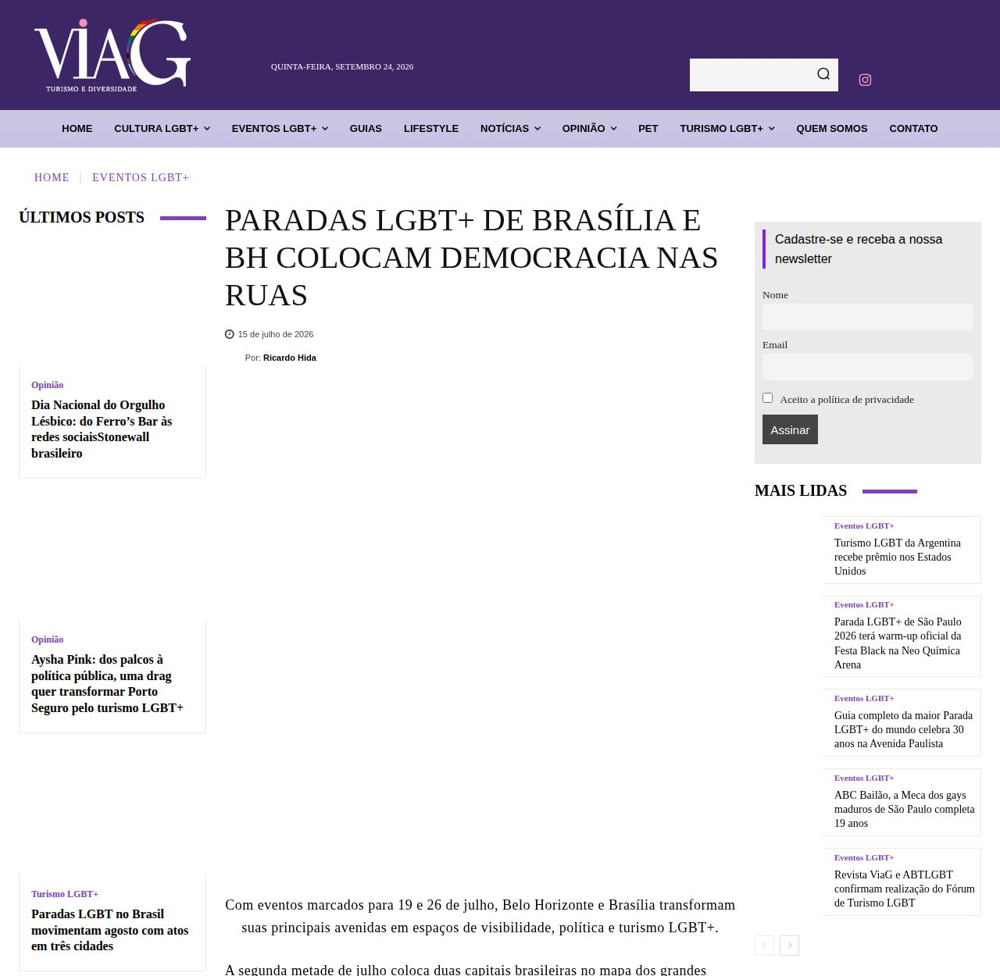 ViAG
TURISMO E DIVERSIDADE
QUINTA-FEIRA, SETEMBRO 24, 2026
HOME
CULTURA LGBT+
EVENTOS LGBT+
GUIAS
LIFESTYLE
NOTÍCIAS
OPINIÃO
PET
TURISMO LGBT+
QUEM SOMOS
CONTATO
HOME | EVENTOS LGBT+
ÚLTIMOS POSTS
Opinião
Dia Nacional do Orgulho
Lésbico: do Ferro’s Bar às
redes sociaisStonewall
brasileiro
Opinião
Aysha Pink: dos palcos à
política pública, uma drag
quer transformar Porto
Seguro pelo turismo LGBT+
Turismo LGBT+
Paradas LGBT no Brasil
movimentam agosto com atos
em três cidades
PARADAS LGBT+ DE BRASÍLIA E
BH COLOCAM DEMOCRACIA NAS
RUAS
15 de julho de 2026
Por: Ricardo Hida
Com eventos marcados para 19 e 26 de julho, Belo Horizonte e Brasília transformam
suas principais avenidas em espaços de visibilidade, política e turismo LGBT+.
A segunda metade de julho coloca duas capitais brasileiras no mapa dos grandes
Cadastre-se e receba a nossa
newsletter
Nome
Email
Aceito a política de privacidade
Assinar
MAIS LIDAS
Eventos LGBT+
Turismo LGBT da Argentina
recebe prêmio nos Estados
Unidos
Eventos LGBT+
Parada LGBT+ de São Paulo
2026 terá warm-up oficial da
Festa Black na Neo Química
Arena
Eventos LGBT+
Guia completo da maior Parada
LGBT+ do mundo celebra 30
anos na Avenida Paulista
Eventos LGBT+
ABC Bailão, a Meca dos gays
maduros de São Paulo completa
19 anos
Eventos LGBT+
Revista ViaG e ABTLGBT
confirmam realização do Fórum
de Turismo LGBT